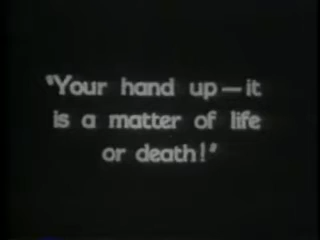 "Your hand up—it
is a matter of life
or death!"